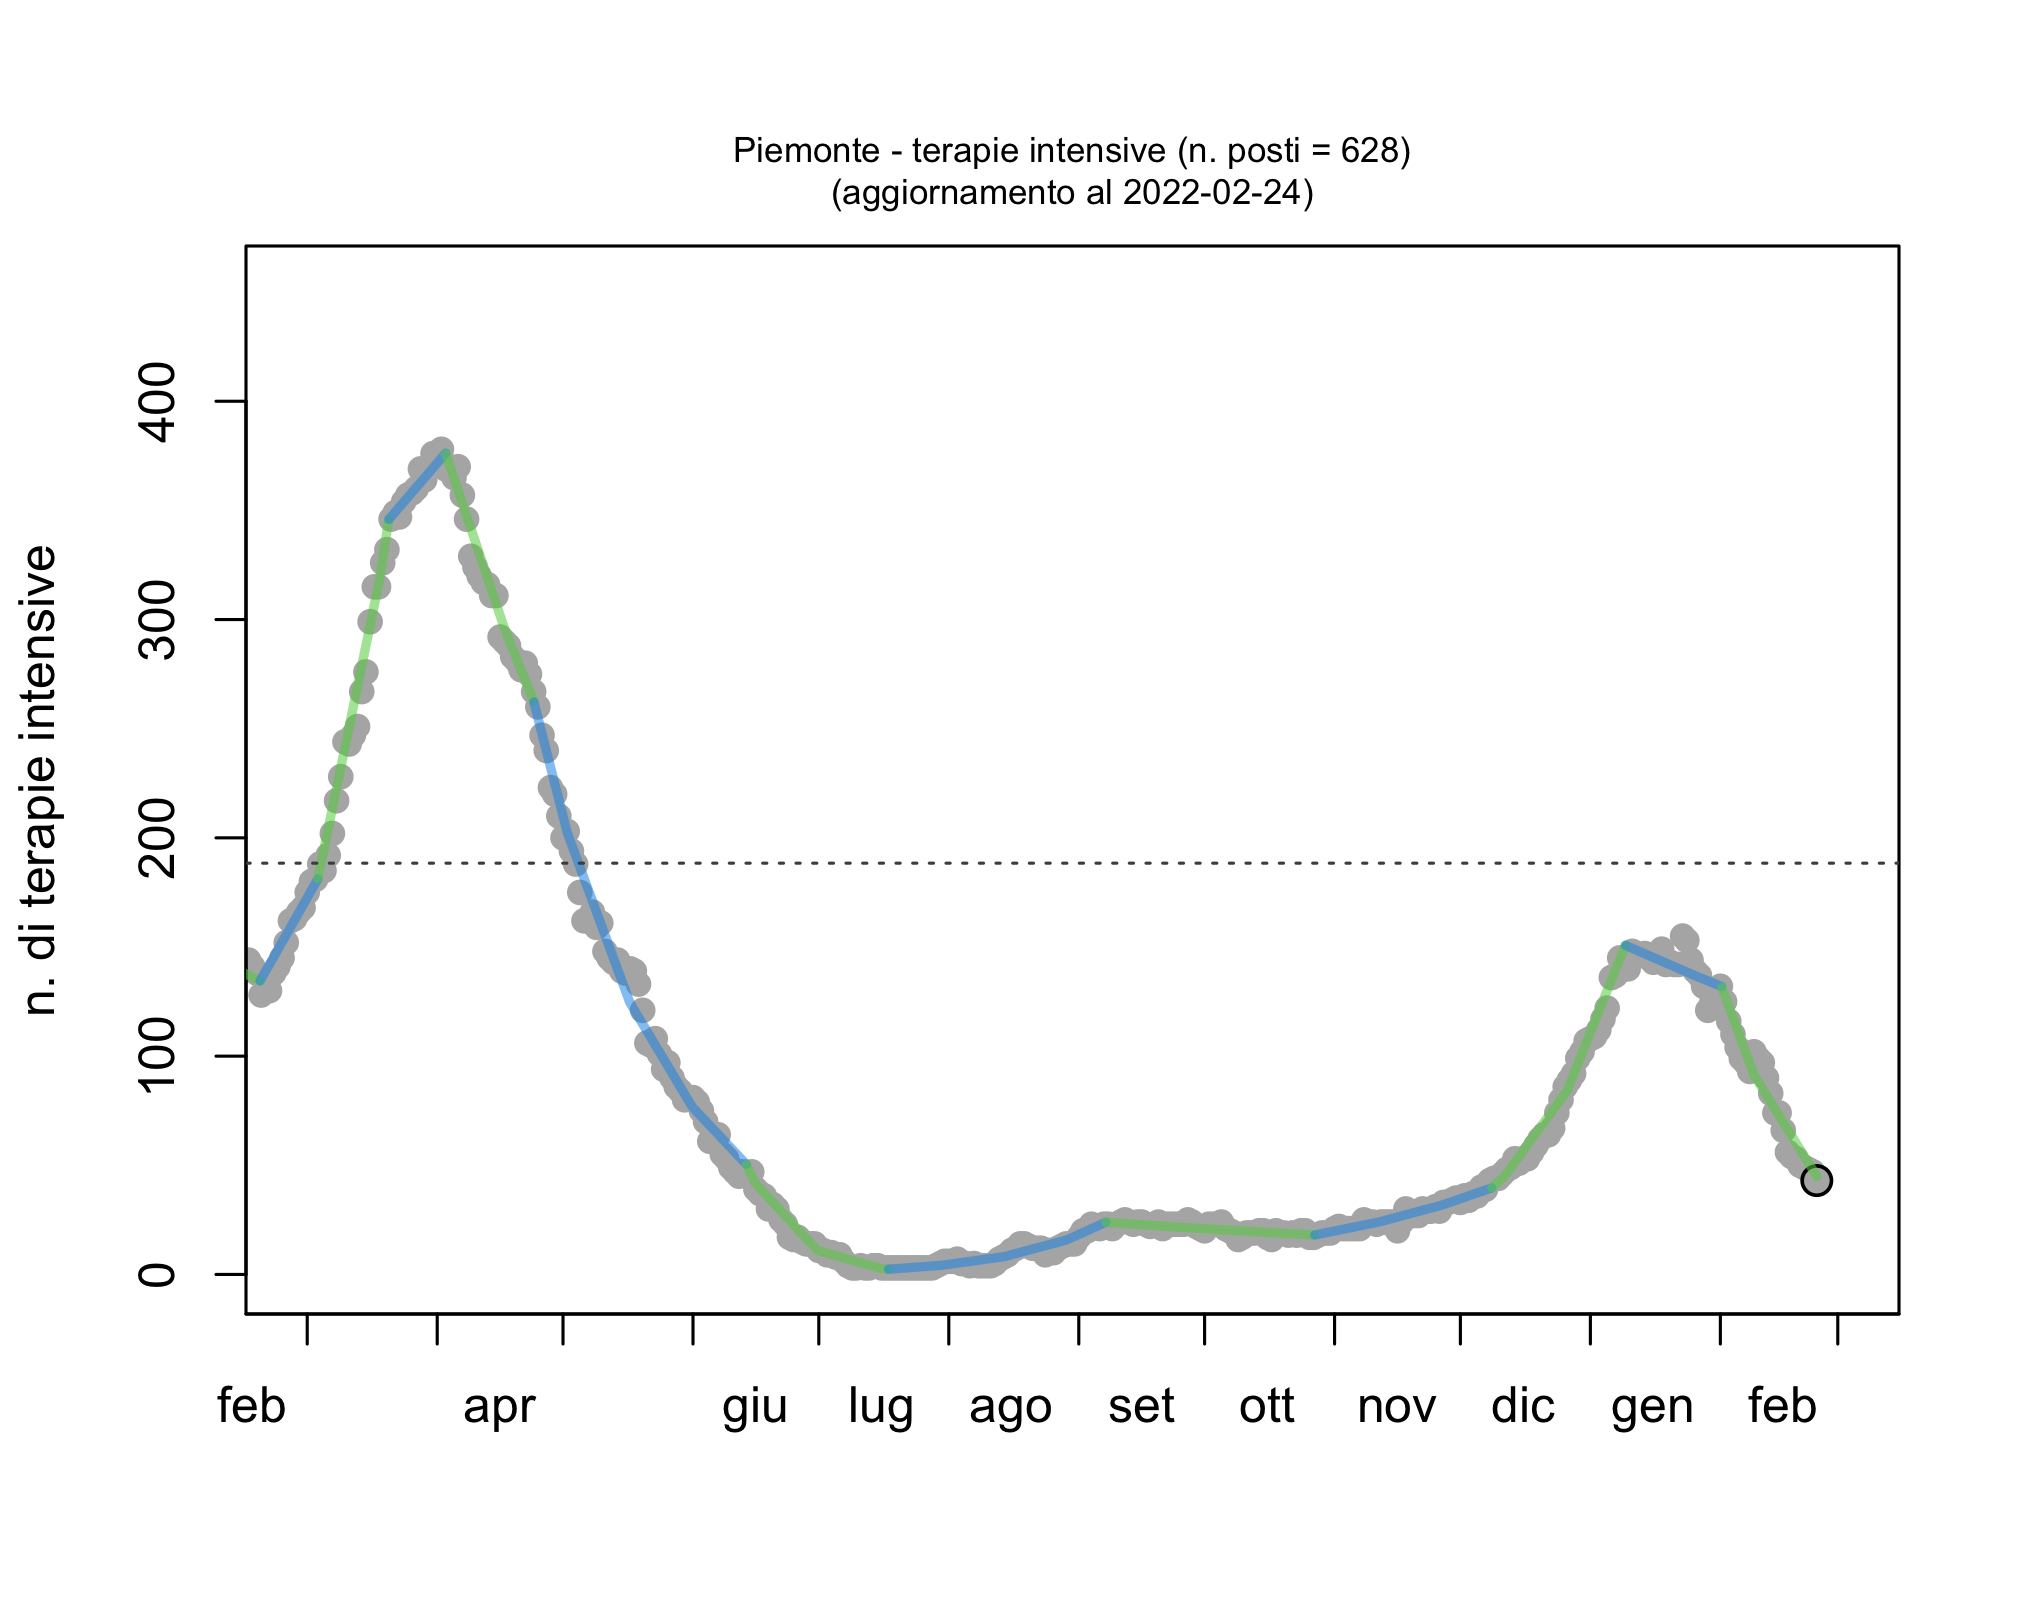 Piemonte - terapie intensive (n. posti = 628)
(aggiornamento al 2022-02-24)
n. di terapie intensive
400
300
200
100
0
feb apr giu lug ago set ott nov dic gen feb